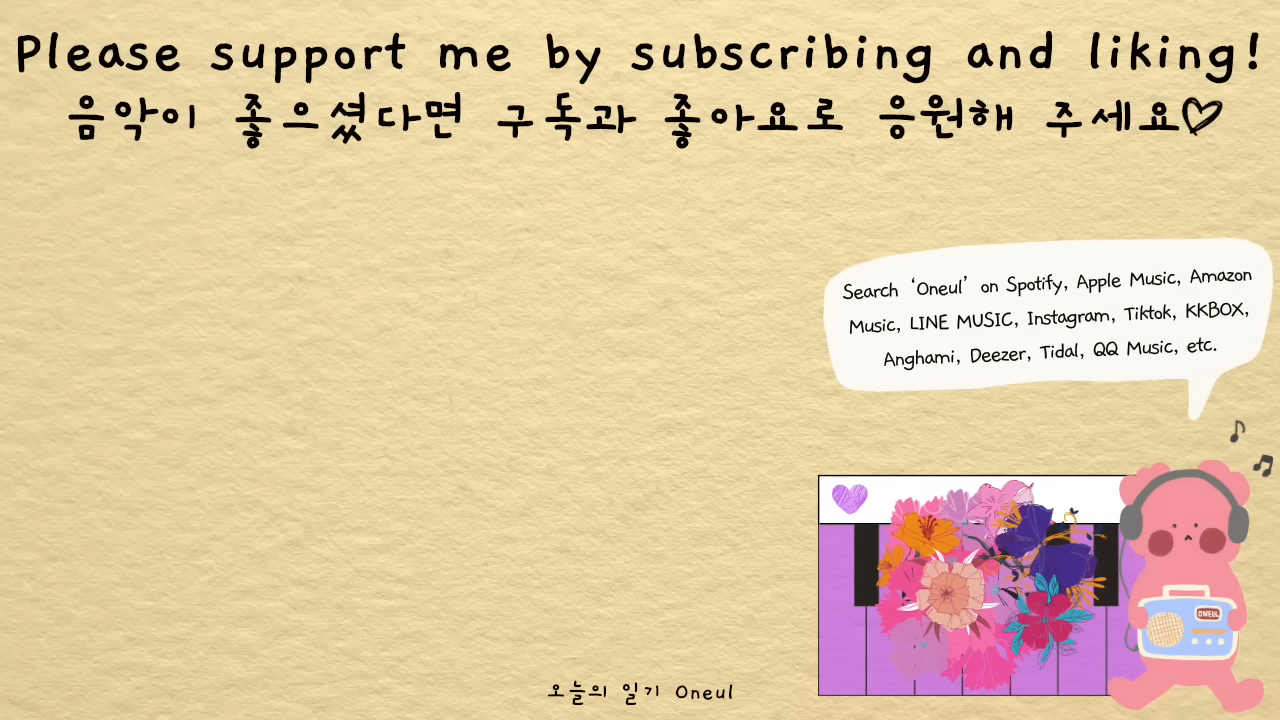 Please support me by subscribing and liking!
음악이 좋으셨다면 구독과 좋아요로 응원해 주세요♡
Search ‘Oneul’ on Spotify, Apple Music, Amazon
Music, LINE MUSIC, Instagram, Tiktok, KKBOX,
Anghami, Deezer, Tidal, QQ Music, etc.
ONEUL
오늘의 일기 Oneul